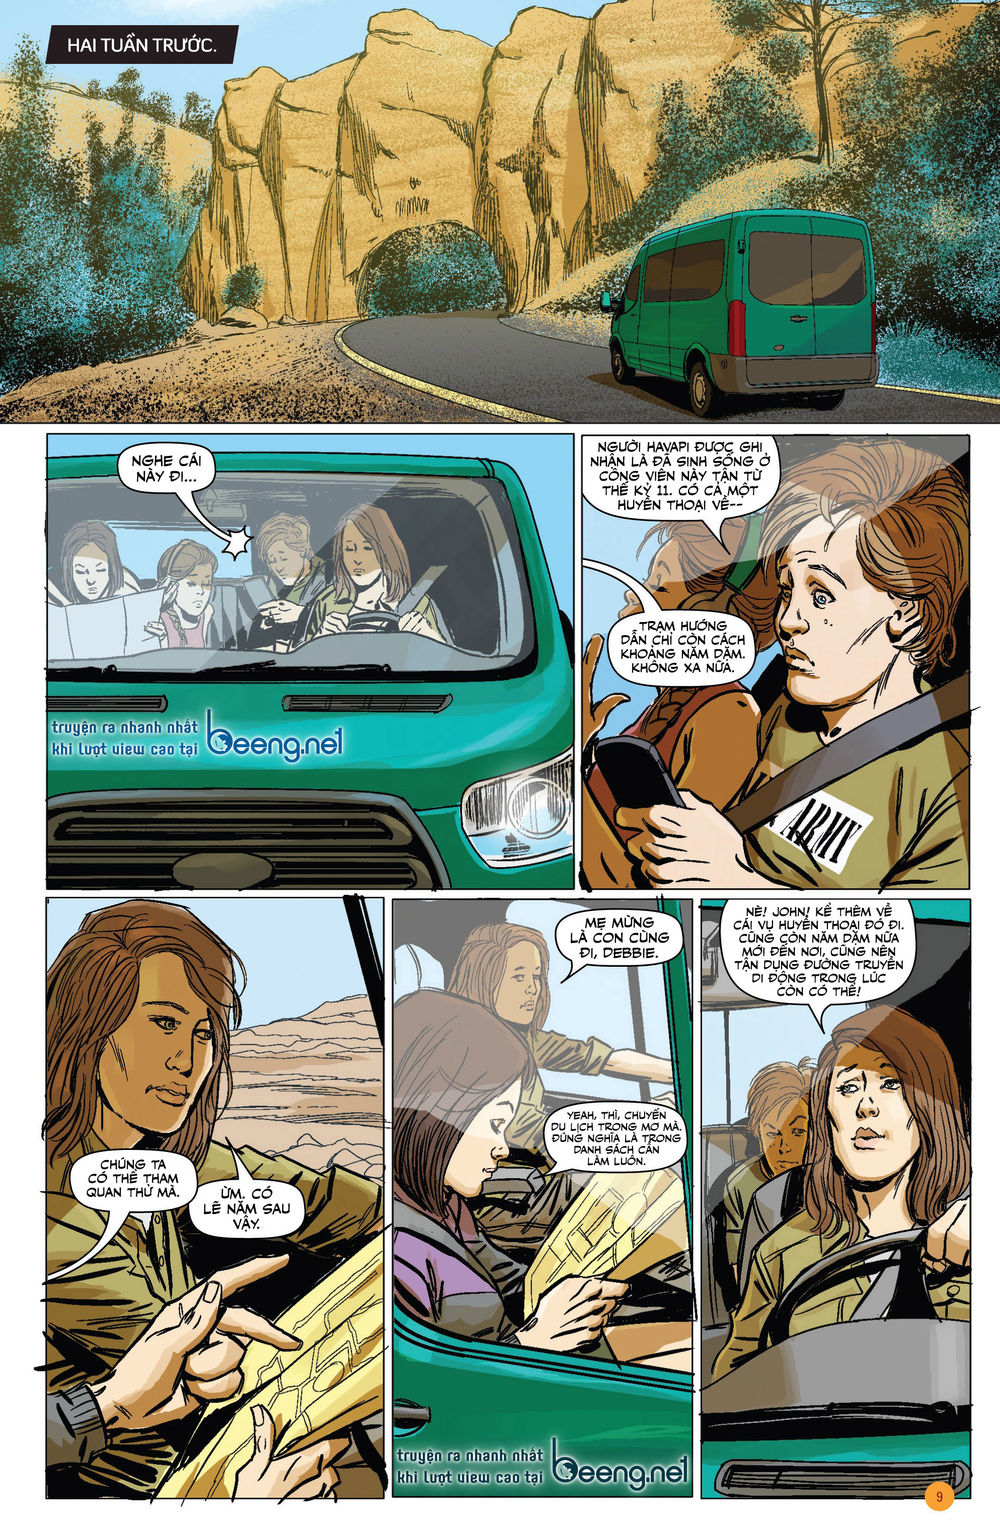 HAI TUẦN TRƯỚC.
NGHE CÁI
NÀY ĐI...
NGƯỜI HAVAPI ĐƯỢC GHI
NHẬN LÀ ĐÃ SINH SỐNG Ở
CÔNG VIÊN NÀY TẬN TỪ
THẾ KỶ 11. CÓ CẢ MỘT
HUYỀN THOẠI VỀ--
TRẠM HƯỚNG
DẪN CHỈ CÒN CÁCH
KHOẢNG NĂM DẶM.
KHÔNG XA NỮA.
ARMY
truyện ra nhanh nhất
khi lượt view cao tại
beeng.net
CHÚNG TA
CÓ THỂ THAM
QUAN THỬ MÀ.
ỪM. CÓ
LẼ NĂM SAU
VẬY.
MẸ MỪNG
LÀ CON CÙNG
ĐI, DEBBIE.
YEAH, THÌ, CHUYẾN
DU LỊCH TRONG MƠ MÀ.
ĐÚNG NGHĨA LÀ TRONG
DANH SÁCH CẦN
LÀM LUÔN.
NÈ! JOHN! KỂ THÊM VỀ
CÁI VỤ HUYỀN THOẠI ĐÓ ĐI.
CŨNG CÒN NĂM DẶM NỮA
MỚI ĐẾN NƠI, CŨNG NÊN
TẬN DỤNG ĐƯỜNG TRUYỀN
DI ĐỘNG TRONG LÚC
CÒN CÓ THỂ!
truyện ra nhanh nhất
khi lượt view cao tại
beeng.net
9